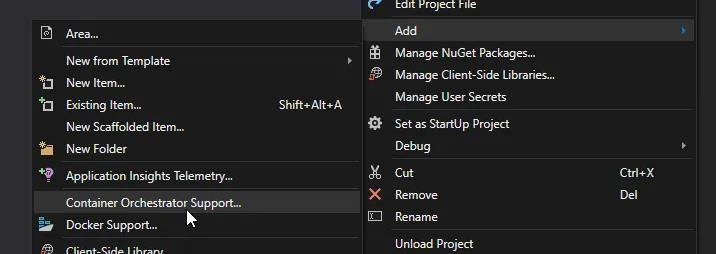 Edit Project File
Add
Manage NuGet Packages...
Manage Client-Side Libraries...
Manage User Secrets
Set as StartUp Project
Debug
Cut Ctrl+X
Remove Del
Rename
Unload Project
Area...
New from Template
New Item...
Existing Item... Shift+Alt+A
New Scaffolded Item...
New Folder
Application Insights Telemetry...
Container Orchestrator Support...
Docker Support...
Client-Side Library